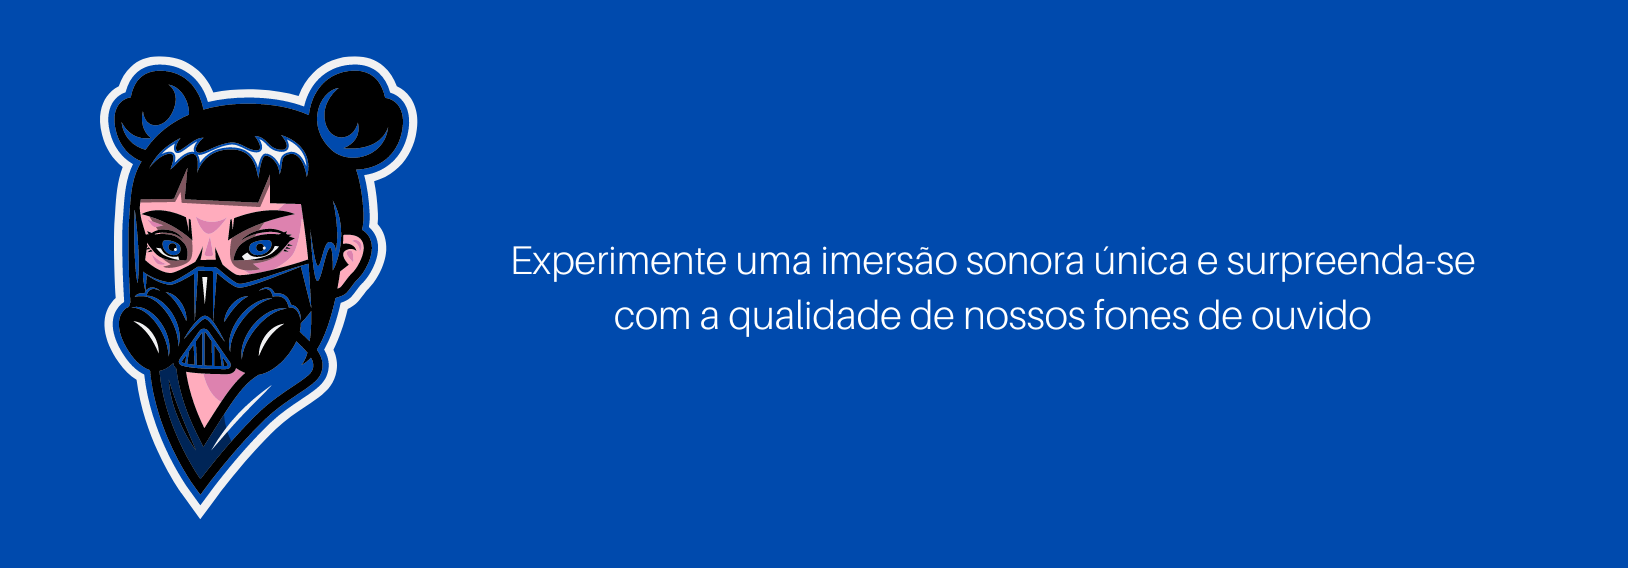 Experimente uma imersão sonora única e surpreenda-se
com a qualidade de nossos fones de ouvido